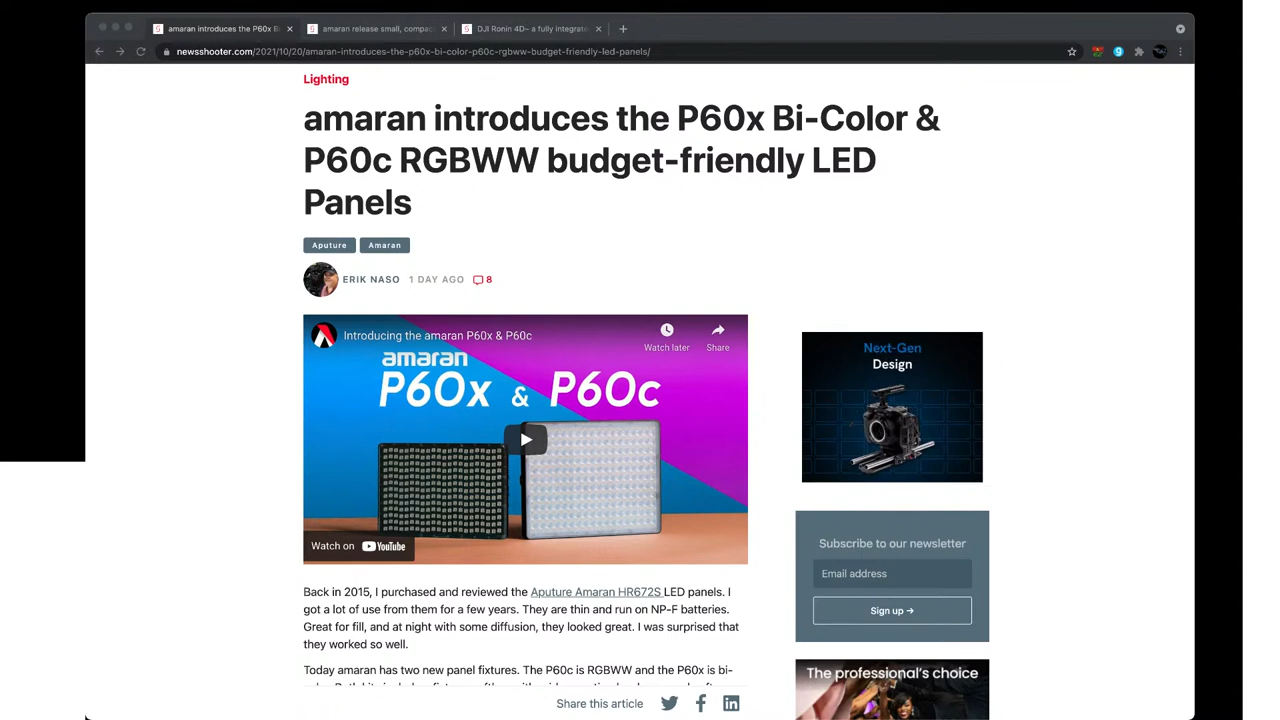 amaran introduces the P60x Bi
amaran release small, compac
DJI Ronin 4D– a fully integrate
newsshooter.com/2021/10/20/amaran-introduces-the-p60x-bi-color-p60c-rgbww-budget-friendly-led-panels/
Lighting
amaran introduces the P60x Bi-Color &
P60c RGBWW budget-friendly LED
Panels
Aputure
Amaran
ERIK NASO 1 DAY AGO 8
Introducing the amaran P60x & P60c
Watch later
Share
amaran
P60x & P60c
Watch on YouTube
Next-Gen
Design
Subscribe to our newsletter
Email address
Sign up →
The professional's choice
Back in 2015, I purchased and reviewed the Aputure Amaran HR672S LED panels. I
got a lot of use from them for a few years. They are thin and run on NP-F batteries.
Great for fill, and at night with some diffusion, they looked great. I was surprised that
they worked so well.
Today amaran has two new panel fixtures. The P60c is RGBWW and the P60x is bi-
Share this article